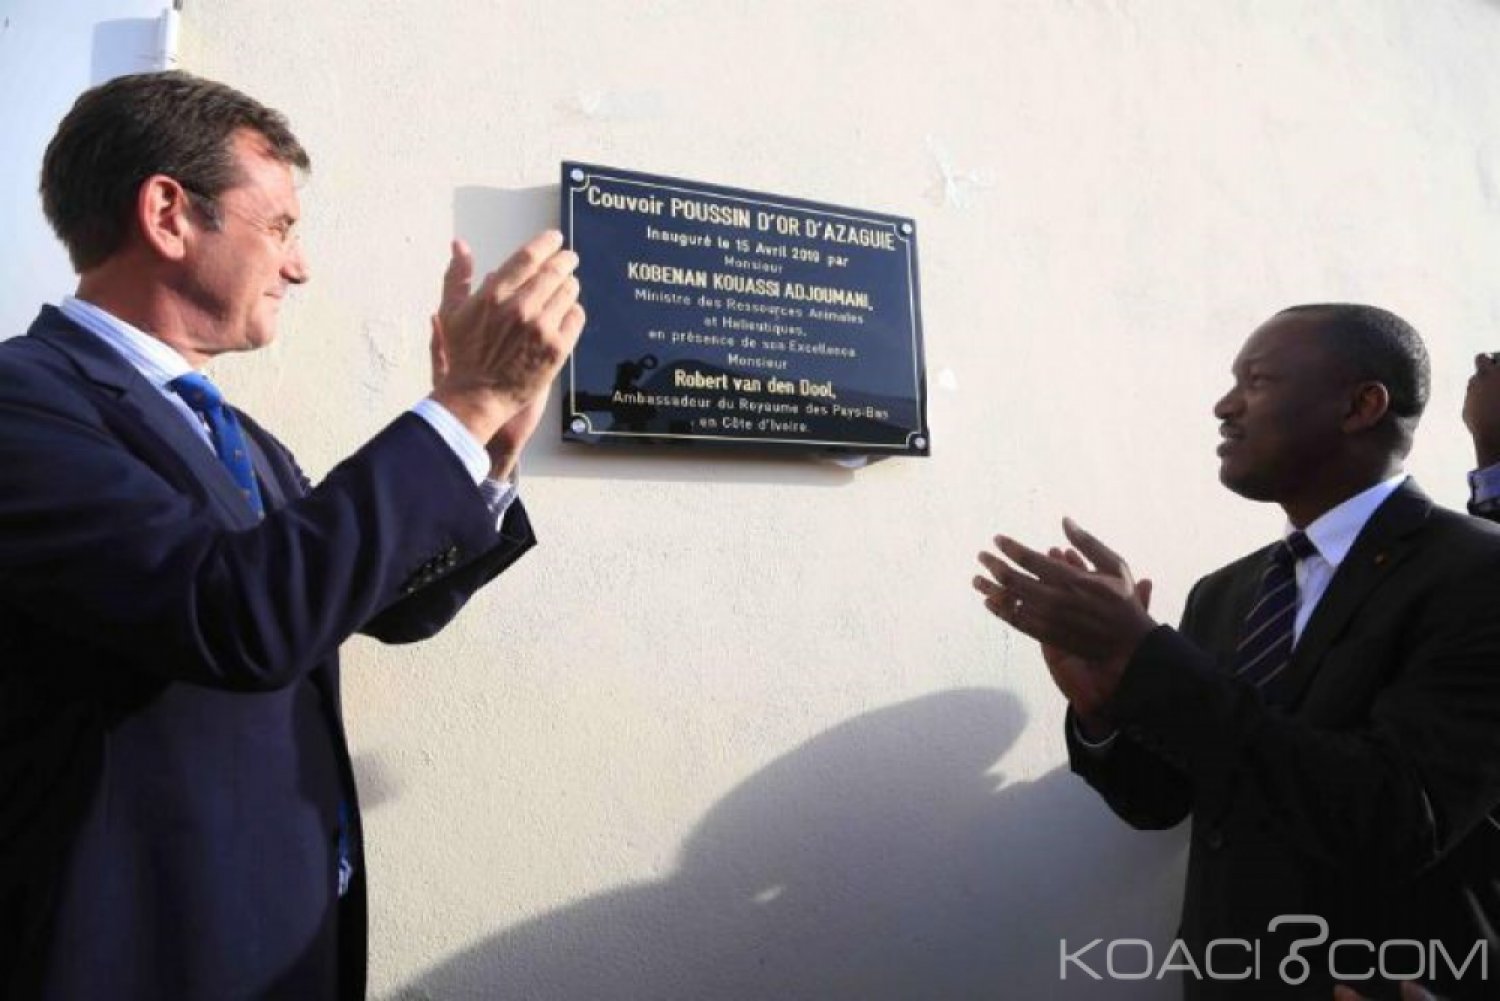 Couvoir POUSSIN D'OR D'AZAGUIE
Inauguré le 15 Avril 2019 par
Monsieur
KOBENAN KOUASSI ADJOUMANI,
Ministre des Ressources Animales
et Halieutiques,
en présence de son Excellence
Monsieur
Robert van den Dool,
Ambassadeur du Royaume des Pays-Bas
en Côte d'Ivoire.
KOACI.COM